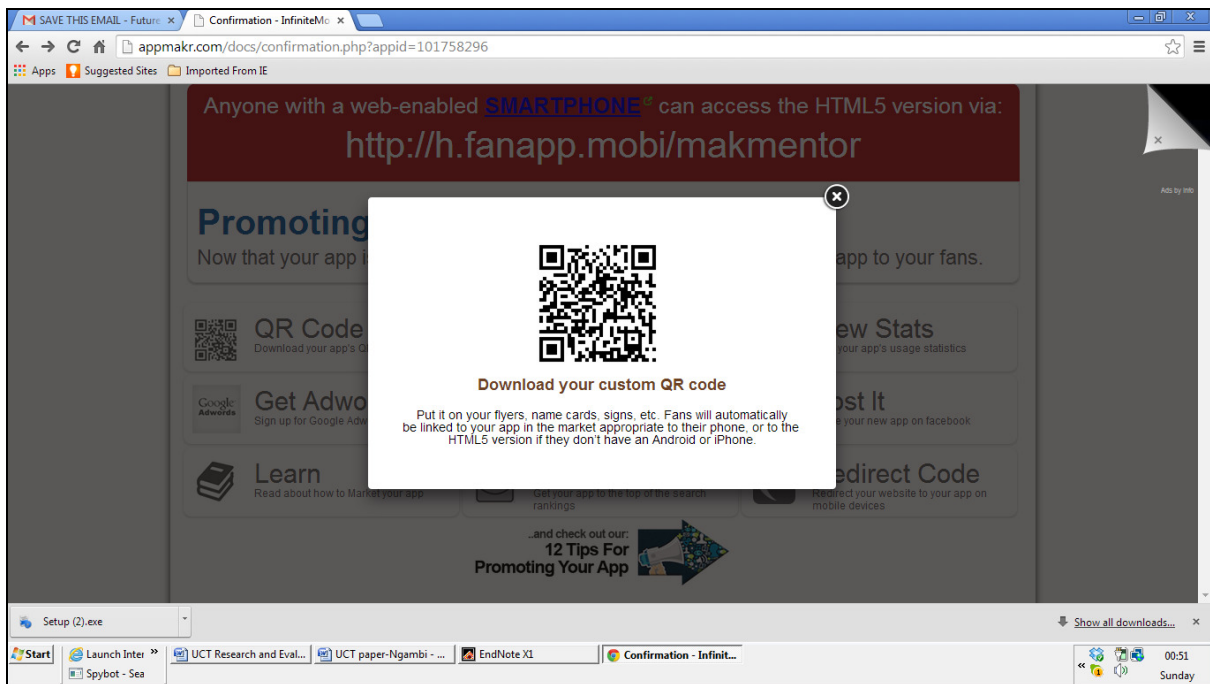 SAVE THIS EMAIL - Future
Confirmation - InfiniteMo
appmakr.com/docs/confirmation.php?appid=101758296
Apps Suggested Sites Imported From IE
Anyone with a web-enabled SMARTPHONE can access the HTML5 version via:
http://h.fanapp.mobi/makmentor
Ads by Info
Promoting
Now that your app i
app to your fans.
QR Code
Download your app's Q
ew Stats
your app's usage statistics
Download your custom QR code
Put it on your flyers, name cards, signs, etc. Fans will automatically
be linked to your app in the market appropriate to their phone, or to the
HTML5 version if they don't have an Android or iPhone.
Google
Adwords
Get Adwo
Sign up for Google Adw
ost It
your new app on facebook
Learn
Read about how to Market your app
Get your app to the top of the search
rankings
edirect Code
Redirect your website to your app on
mobile devices
..and check out our:
12 Tips For
Promoting Your App
Setup (2).exe
Show all downloads...
Start
Launch Inter
Spybot - Sea
UCT Research and Eval...
UCT paper-Ngambi - ...
EndNote X1
Confirmation - Infinit...
00:51
Sunday